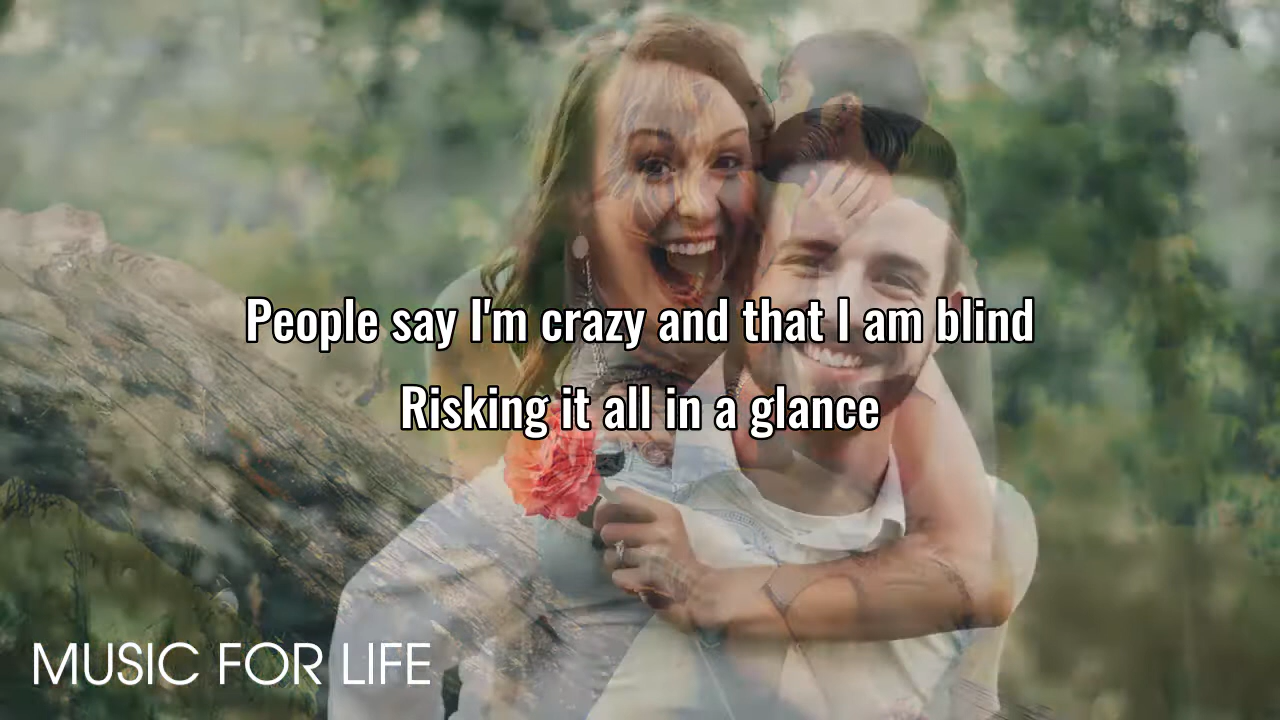 People say I'm crazy and that I am blind
Risking it all in a glance
MUSIC FOR LIFE